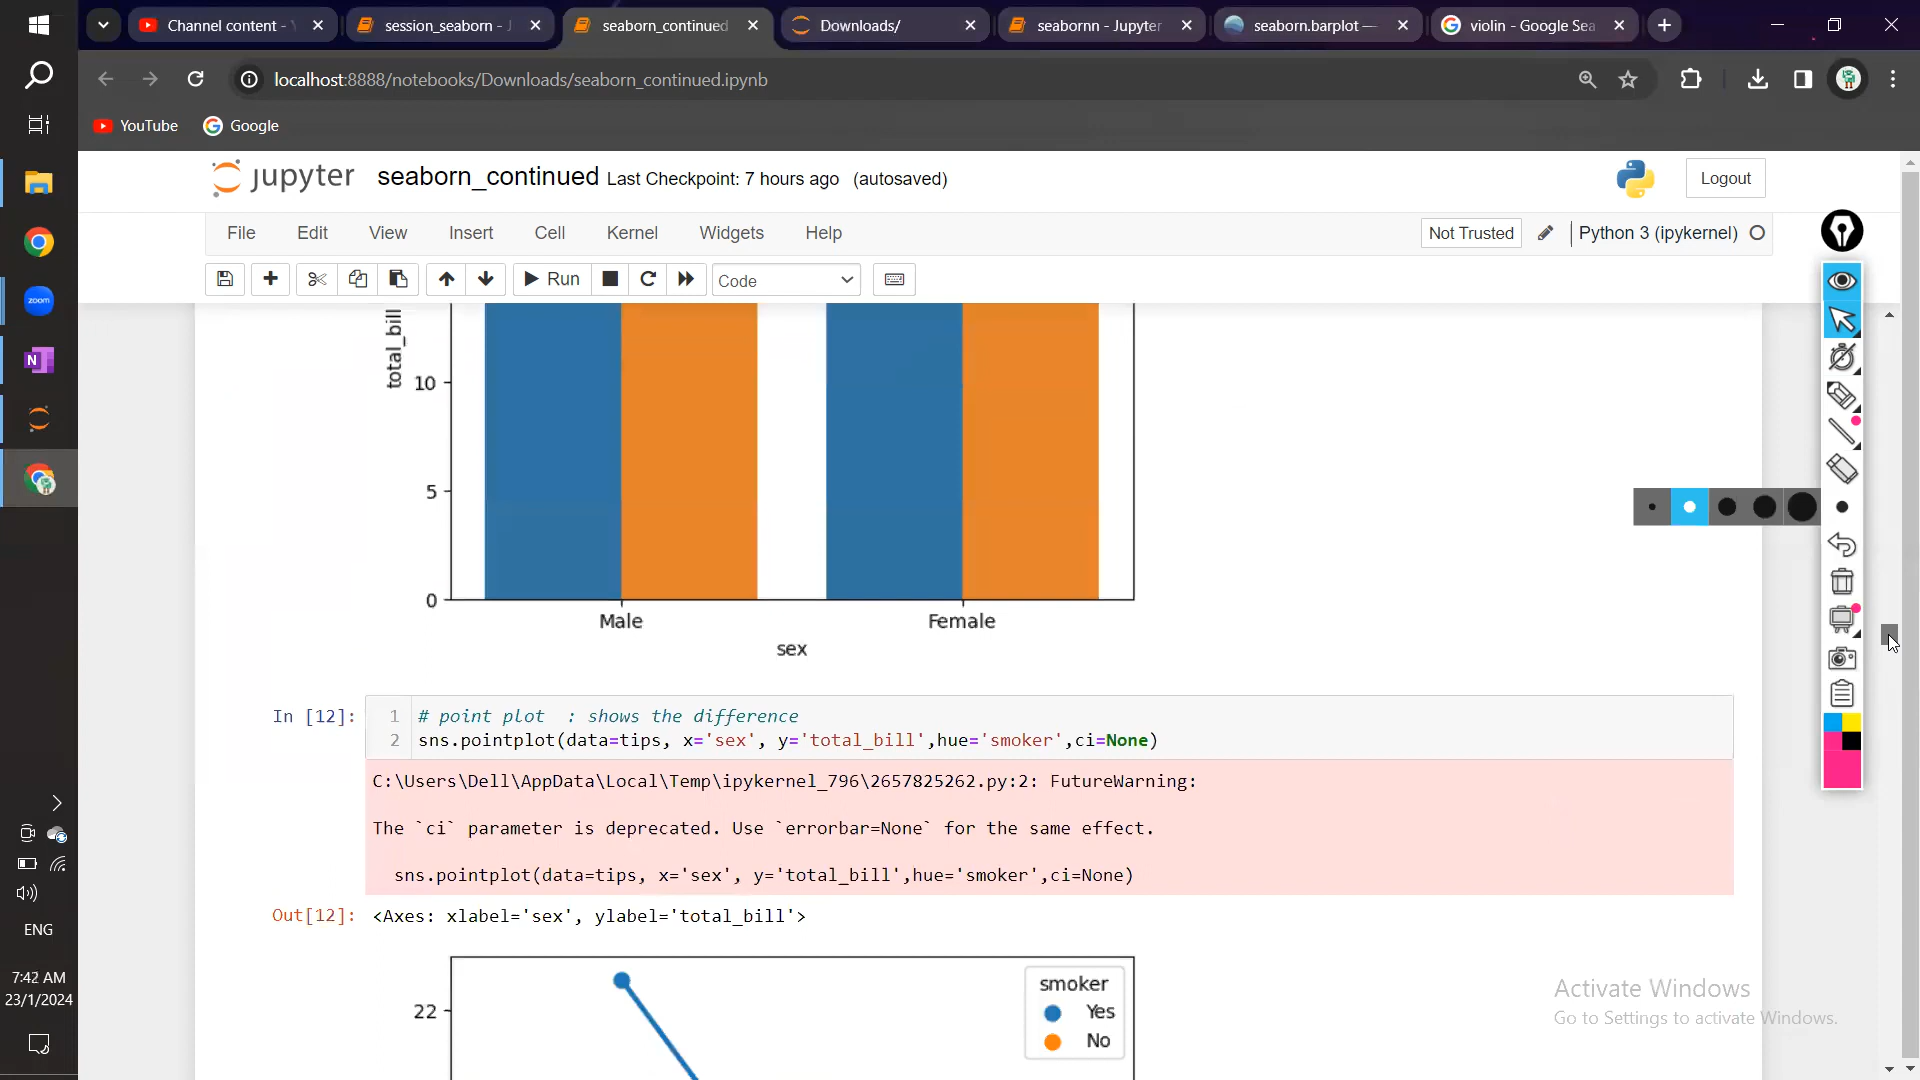 Channel content - Y
session_seaborn - J
seaborn_continued
Downloads/
seabornn - Jupyter
seaborn.barplot —
violin - Google Sea
localhost:8888/notebooks/Downloads/seaborn_continued.ipynb
YouTube
Google
jupyter
seaborn_continued Last Checkpoint: 7 hours ago (autosaved)
Logout
File
Edit
View
Insert
Cell
Kernel
Widgets
Help
Not Trusted
Python 3 (ipykernel)
Run
Code
zoom
N
total_bill
10
5
0
Male
Female
sex
In [12]:
1 # point plot : shows the difference
2 sns.pointplot(data=tips, x='sex', y='total_bill',hue='smoker',ci=None)
C:\Users\Dell\AppData\Local\Temp\ipykernel_796\2657825262.py:2: FutureWarning:
The `ci` parameter is deprecated. Use `errorbar=None` for the same effect.
sns.pointplot(data=tips, x='sex', y='total_bill',hue='smoker',ci=None)
Out[12]: <Axes: xlabel='sex', ylabel='total_bill'>
22
smoker
Yes
No
ENG
7:42 AM
23/1/2024
Activate Windows
Go to Settings to activate Windows.